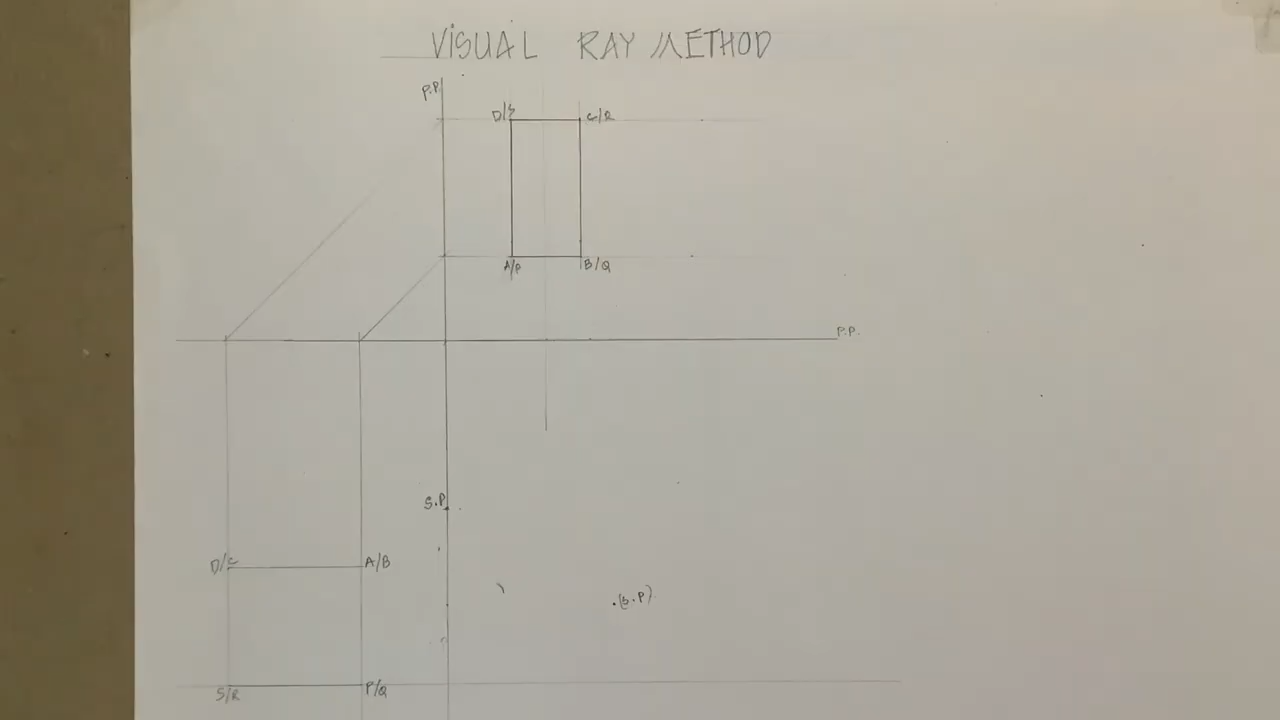 VISUAL RAY METHOD
P.P.
D/S C/R
A/P B/Q
P.P.
S.P.
D/C A/B
.(S.P)
S/R P/Q